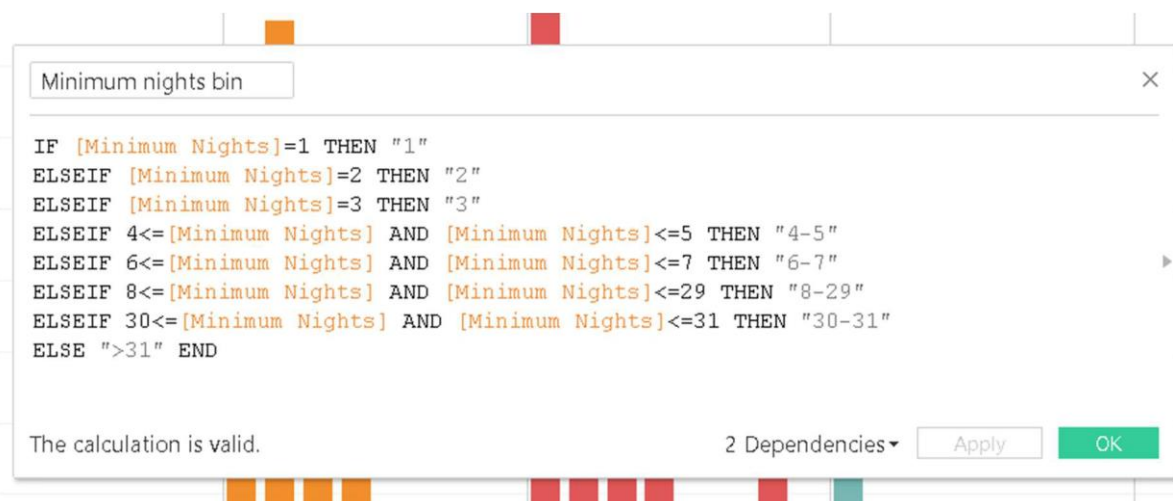 Minimum nights bin
IF [Minimum Nights]=1 THEN "1"
ELSEIF [Minimum Nights]=2 THEN "2"
ELSEIF [Minimum Nights]=3 THEN "3"
ELSEIF 4<=[Minimum Nights] AND [Minimum Nights]<=5 THEN "4-5"
ELSEIF 6<=[Minimum Nights] AND [Minimum Nights]<=7 THEN "6-7"
ELSEIF 8<=[Minimum Nights] AND [Minimum Nights]<=29 THEN "8-29"
ELSEIF 30<=[Minimum Nights] AND [Minimum Nights]<=31 THEN "30-31"
ELSE ">31" END
The calculation is valid. 2 Dependencies Apply OK